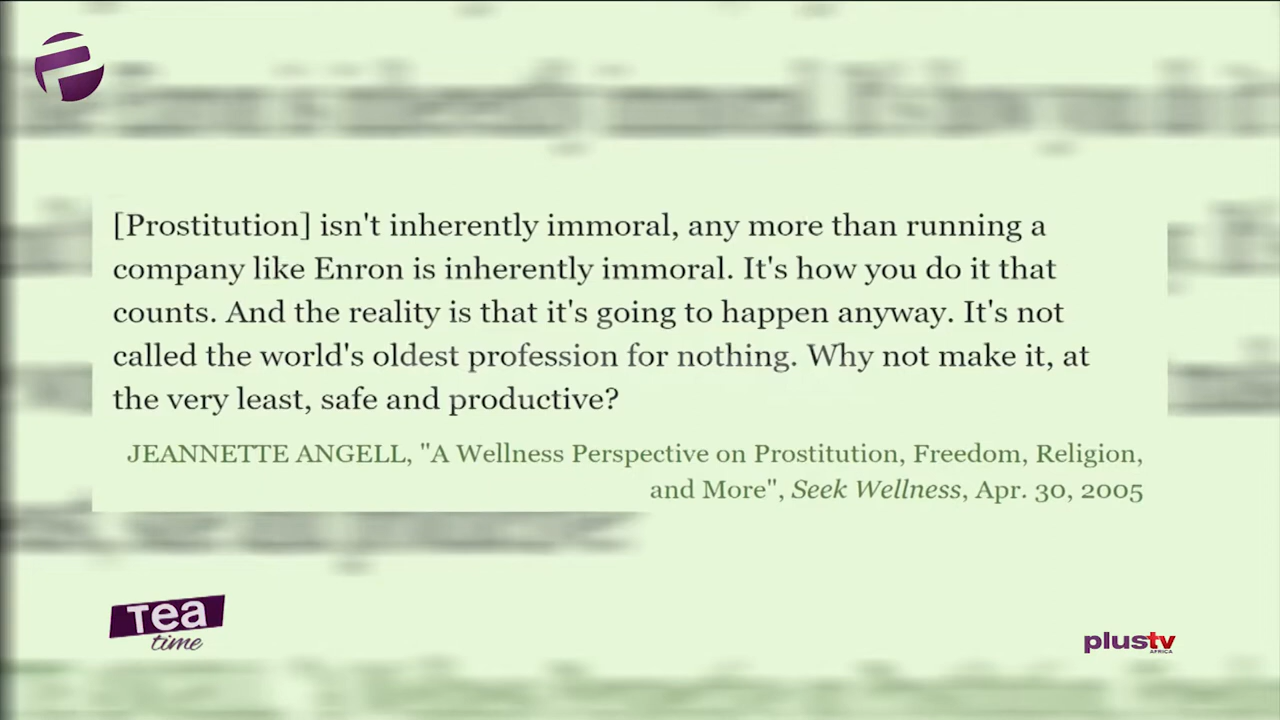 [Prostitution] isn't inherently immoral, any more than running a
company like Enron is inherently immoral. It's how you do it that
counts. And the reality is that it's going to happen anyway. It's not
called the world's oldest profession for nothing. Why not make it, at
the very least, safe and productive?
JEANNETTE ANGELL, "A Wellness Perspective on Prostitution, Freedom, Religion,
and More", Seek Wellness, Apr. 30, 2005
Tea
time
plustv
AFRICA